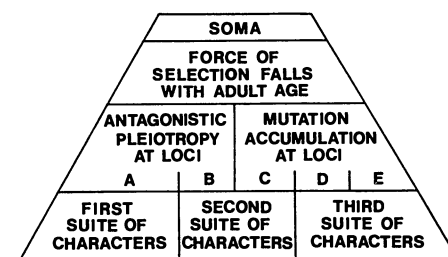 SOMA
FORCE OF
SELECTION FALLS
WITH ADULT AGE
ANTAGONISTIC
PLEIOTROPY
AT LOCI
MUTATION
ACCUMULATION
AT LOCI
A B C D E
FIRST
SUITE OF
CHARACTERS
SECOND
SUITE OF
CHARACTERS
THIRD
SUITE OF
CHARACTERS